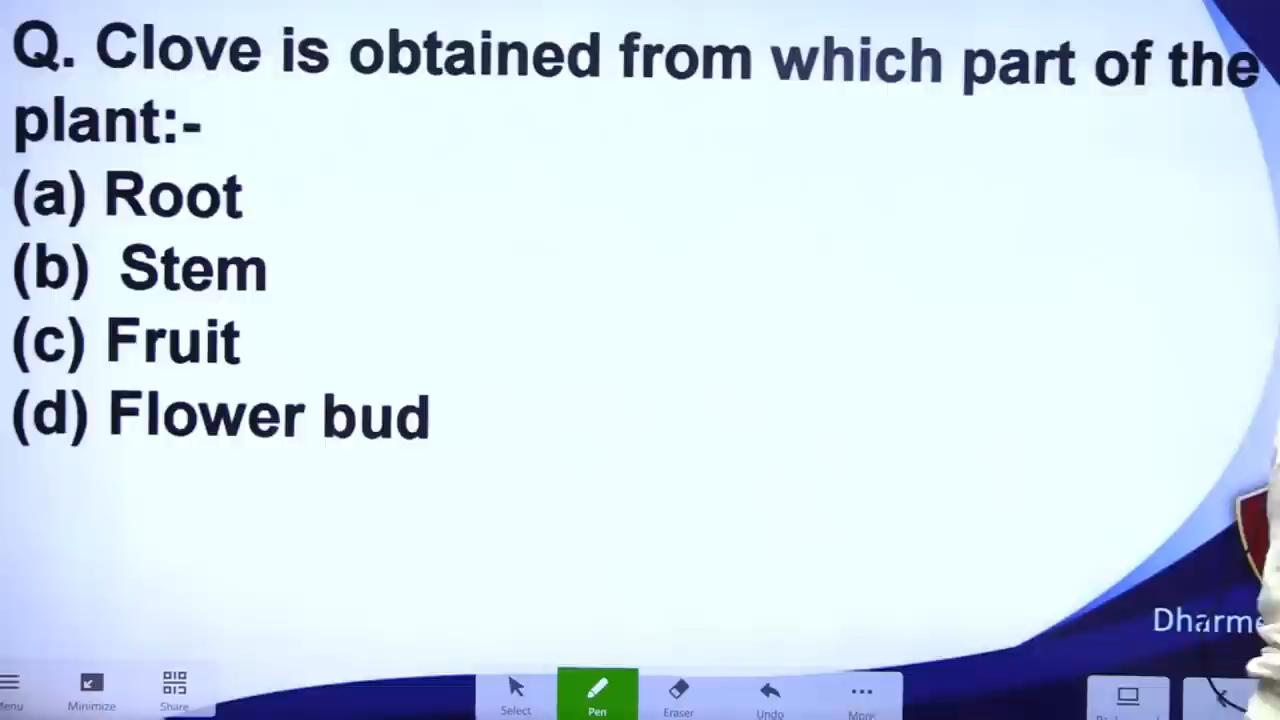 Q. Clove is obtained from which part of the
plant:-
(a) Root
(b) Stem
(c) Fruit
(d) Flower bud
Dharme
Menu
Minimize
Share
Select
Pen
Eraser
Undo
More